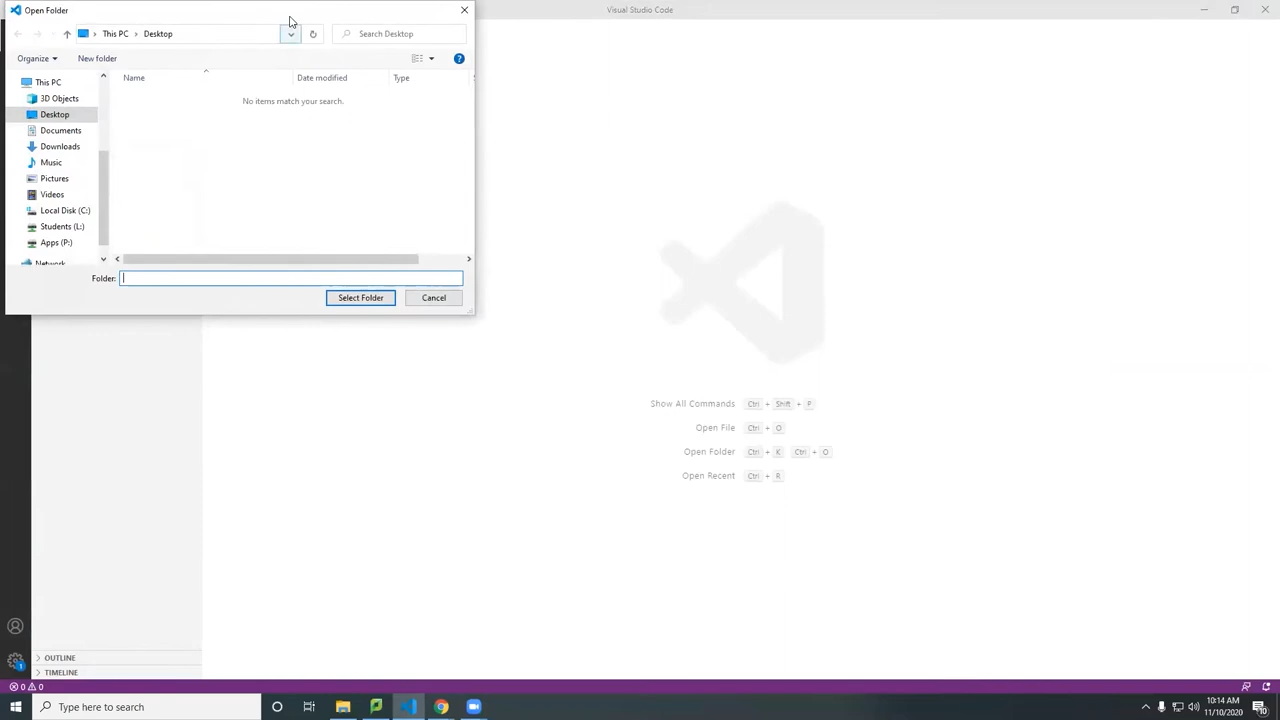 Open Folder
Visual Studio Code
This PC
Desktop
Search Desktop
Organize
New folder
This PC
3D Objects
Desktop
Documents
Downloads
Music
Pictures
Videos
Local Disk (C:)
Students (L:)
Apps (P:)
Network
Name
Date modified
Type
No items match your search.
Folder:
Select Folder
Cancel
Show All Commands Ctrl + Shift + P
Open File Ctrl + O
Open Folder Ctrl + K Ctrl + O
Open Recent Ctrl + R
OUTLINE
TIMELINE
1
0 0
Type here to search
10:14 AM
11/10/2020
10